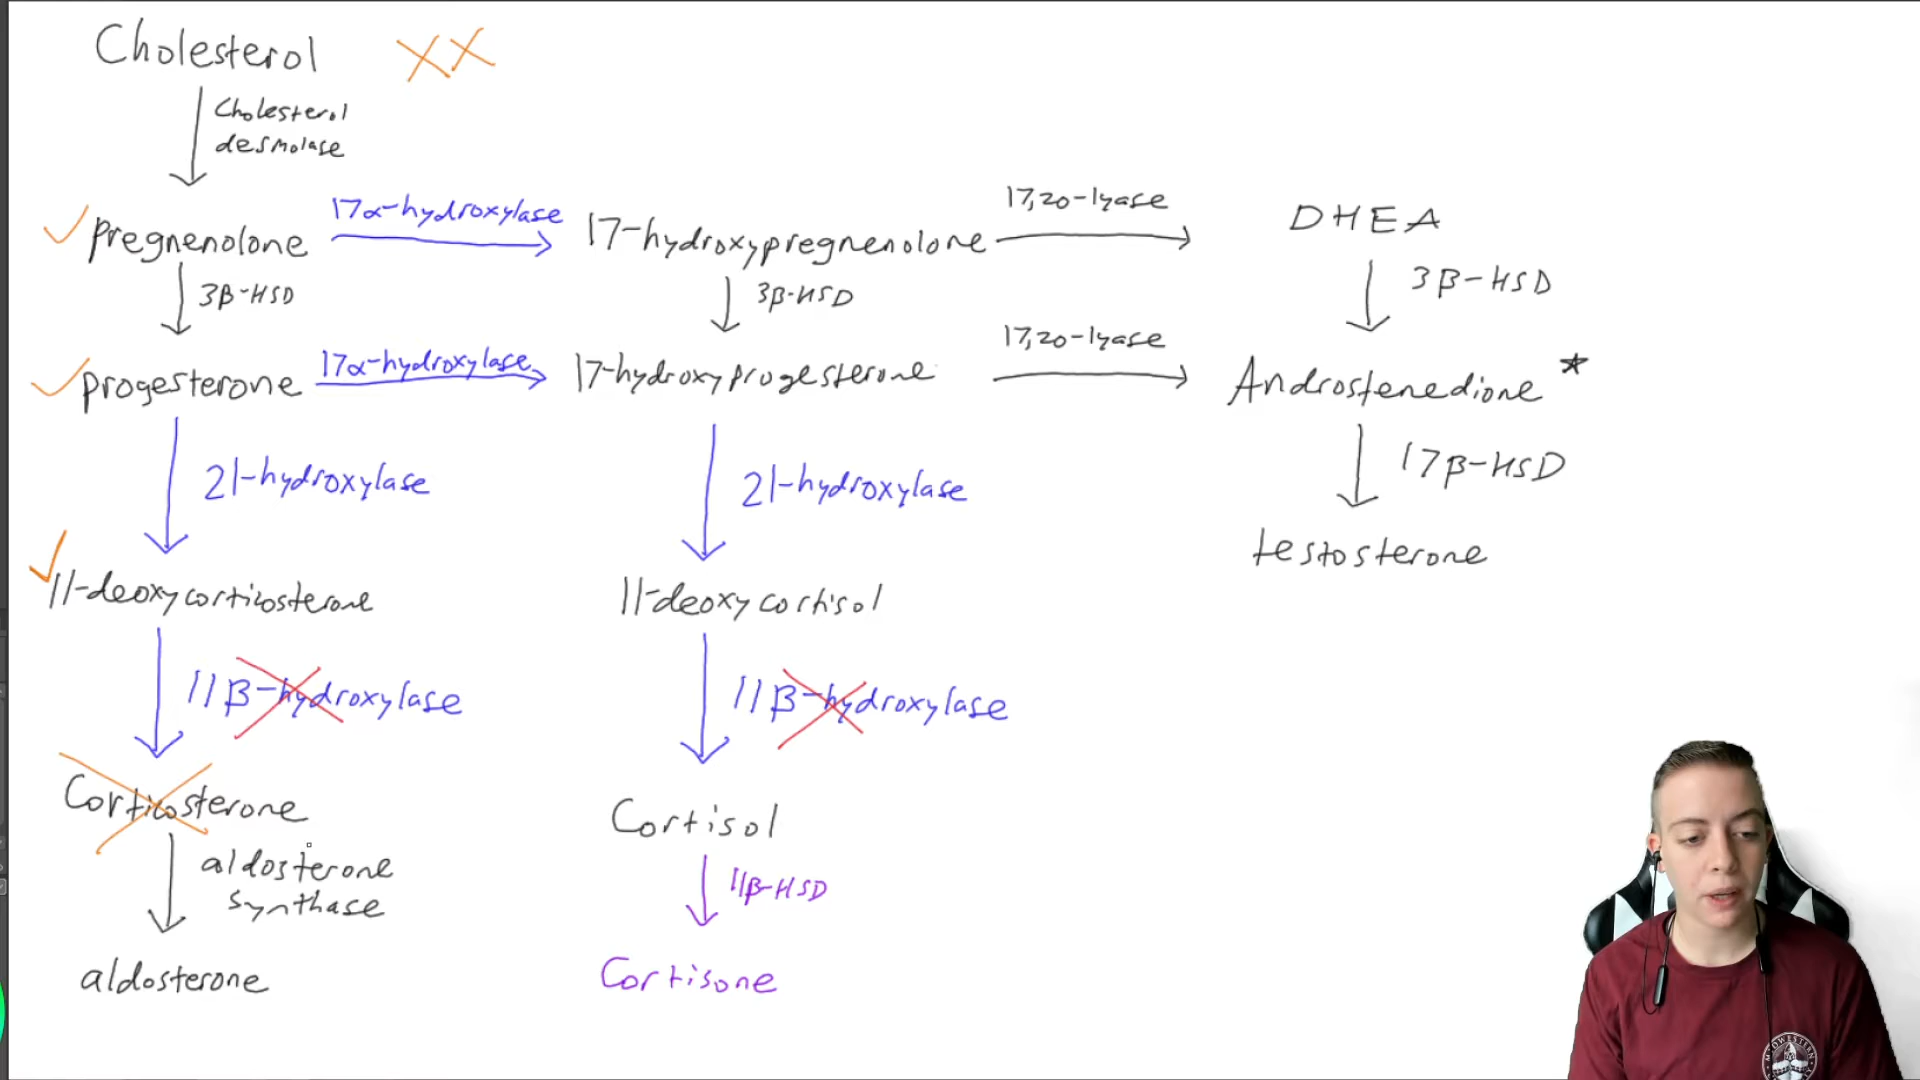 Cholesterol XX
Cholesterol
desmolase
pregnenolone 17α-hydroxylase 17-hydroxypregnenolone 17,20-lyase DHEA
3β-HSD 3β-HSD 3β-HSD
progesterone 17α-hydroxylase 17-hydroxyprogesterone 17,20-lyase Androstenedione *
17β-HSD
21-hydroxylase 21-hydroxylase
testosterone
11-deoxycorticosterone 11-deoxycortisol
11β-hydroxylase 11β-hydroxylase
Corticosterone Cortisol
aldosterone
synthase
11β-HSD
aldosterone Cortisone